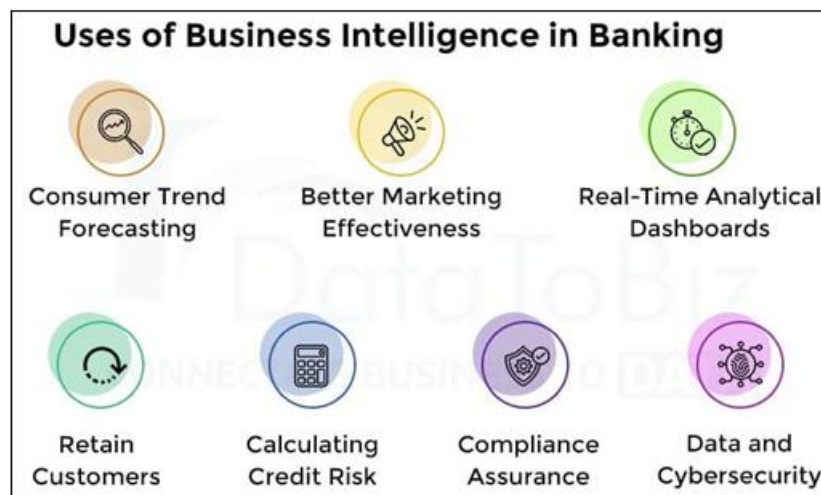 Uses of Business Intelligence in Banking
Consumer Trend
Forecasting
Better Marketing
Effectiveness
Real-Time Analytical
Dashboards
DataToBiz
Retain
Customers
Calculating
Credit Risk
Compliance
Assurance
Data and
Cybersecurity